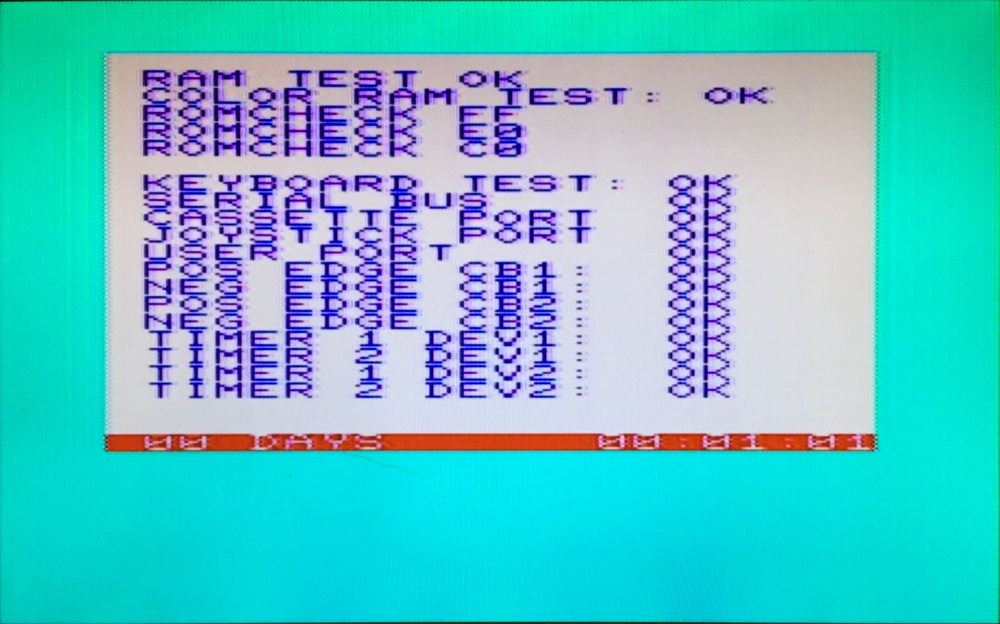 RAM TEST OK
COLOR RAM TEST: OK
ROMCHECK EF
ROMCHECK E0
ROMCHECK C0
KEYBOARD TEST: OK
SERIAL BUS OK
CASSETTE PORT OK
JOYSTICK PORT OK
USER PORT OK
POS EDGE CB1: OK
NEG EDGE CB1: OK
POS EDGE CB2: OK
NEG EDGE CB2: OK
TIMER 1 DEV1: OK
TIMER 2 DEV1: OK
TIMER 1 DEV2: OK
TIMER 2 DEV2: OK
00 DAYS 00:01:01